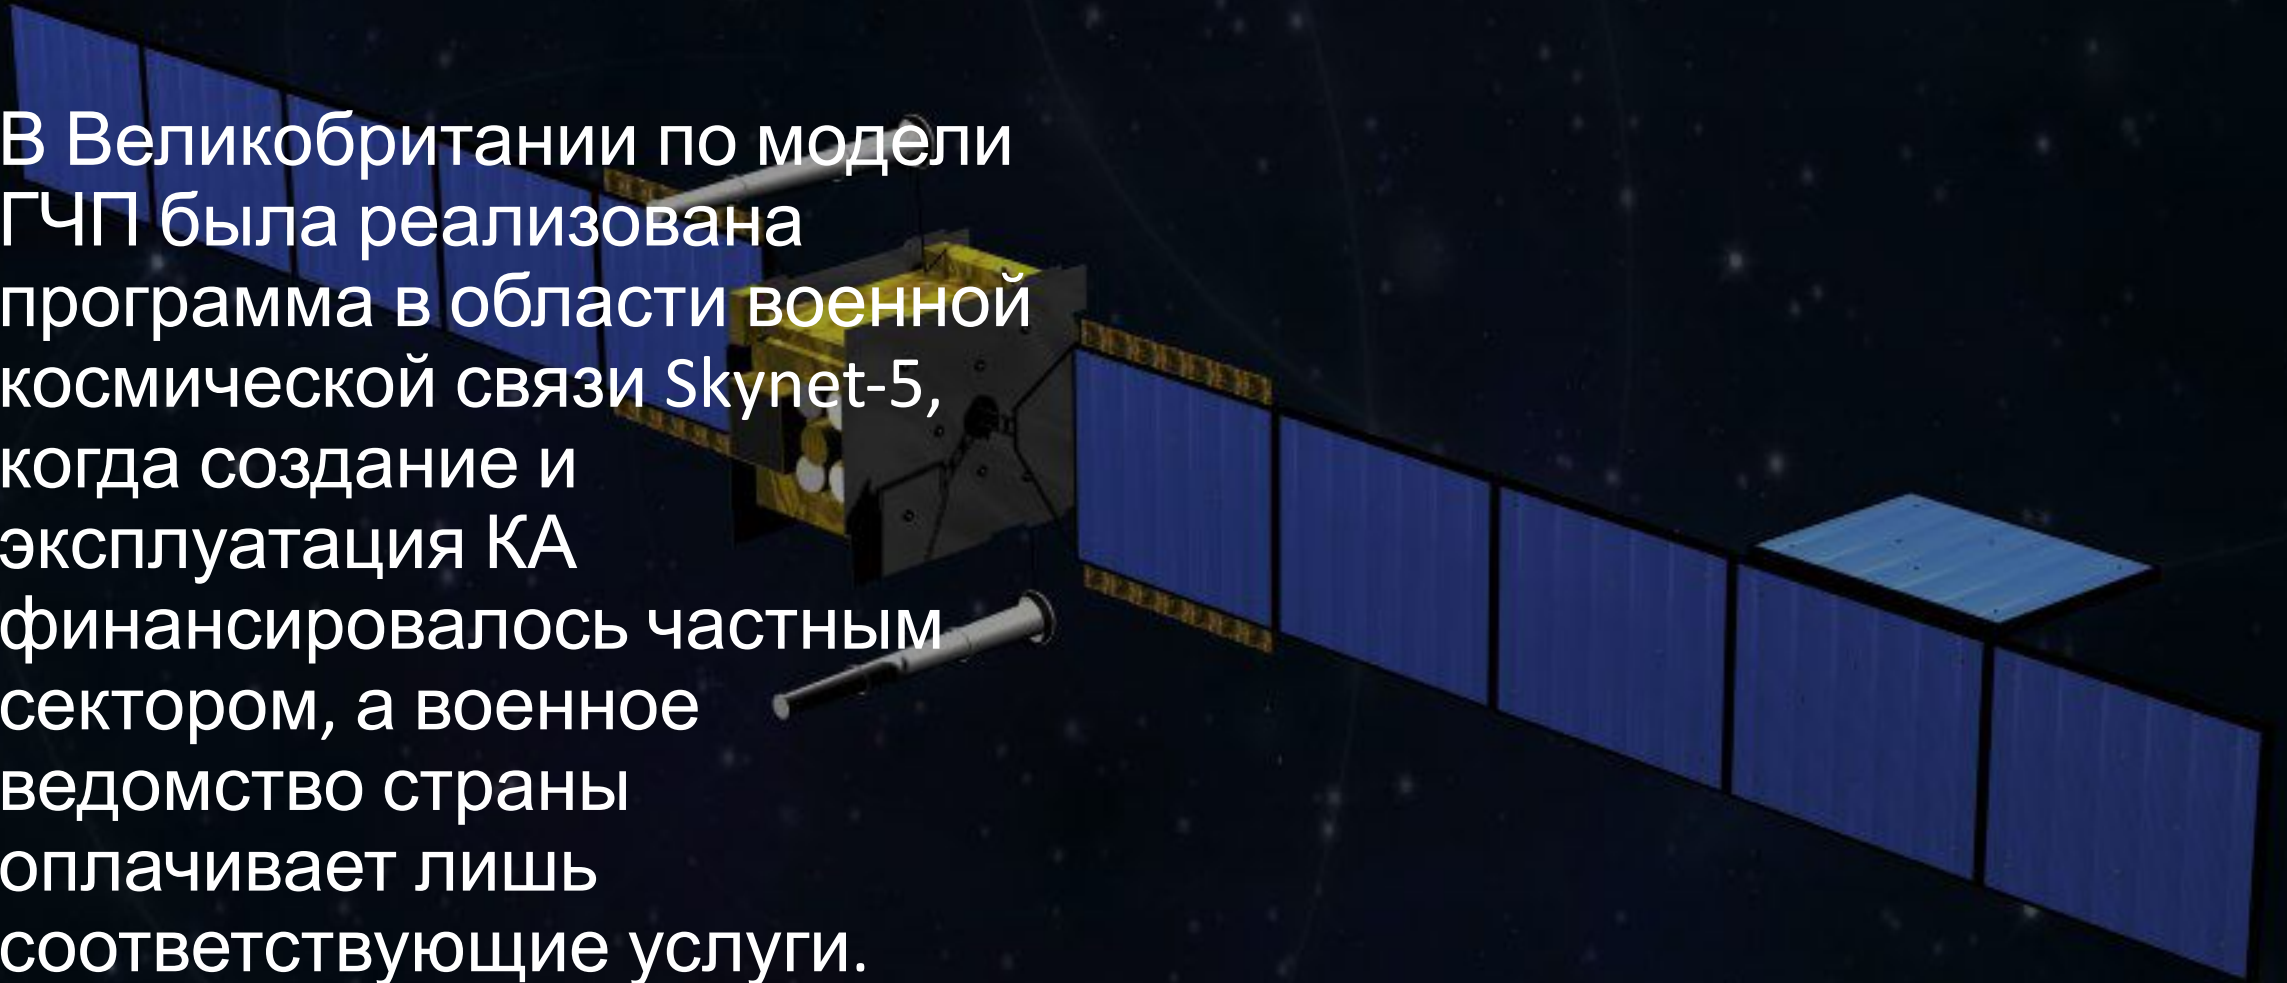 В Великобритании по модели
ГЧП была реализована
программа в области военной
космической связи Skynet-5,
когда создание и
эксплуатация КА
финансировалось частным
сектором, а военное
ведомство страны
оплачивает лишь
соответствующие услуги.